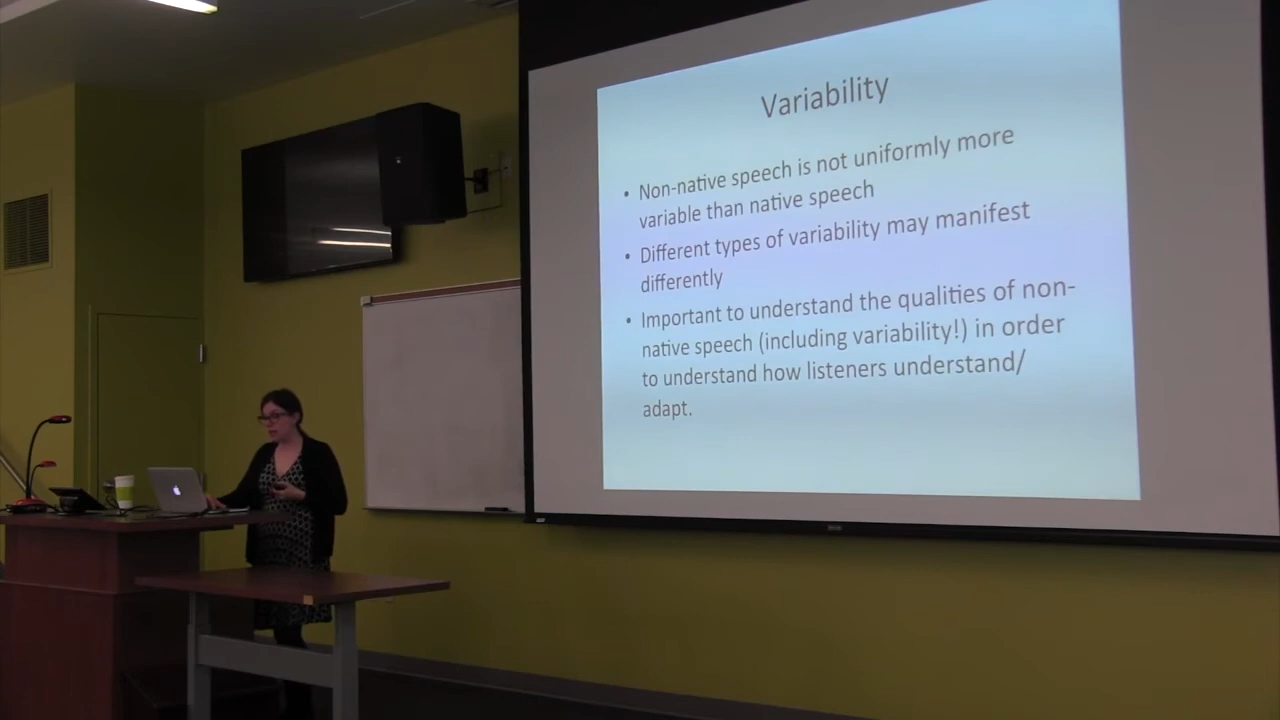 Variability
• Non-native speech is not uniformly more
variable than native speech
• Different types of variability may manifest
differently
• Important to understand the qualities of non-
native speech (including variability!) in order
to understand how listeners understand/
adapt.